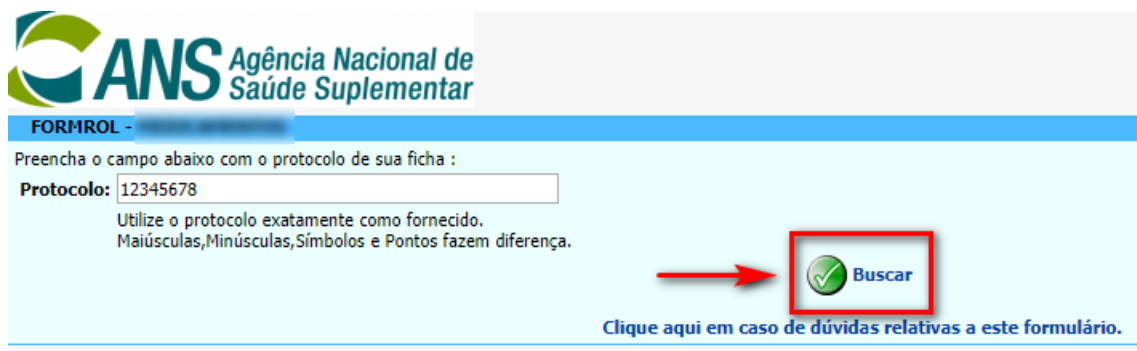 ANS Agência Nacional de
Saúde Suplementar
FORMROL -
Preencha o campo abaixo com o protocolo de sua ficha :
Protocolo: 12345678
Utilize o protocolo exatamente como fornecido.
Maiúsculas,Minúsculas,Símbolos e Pontos fazem diferença.
Buscar
Clique aqui em caso de dúvidas relativas a este formulário.